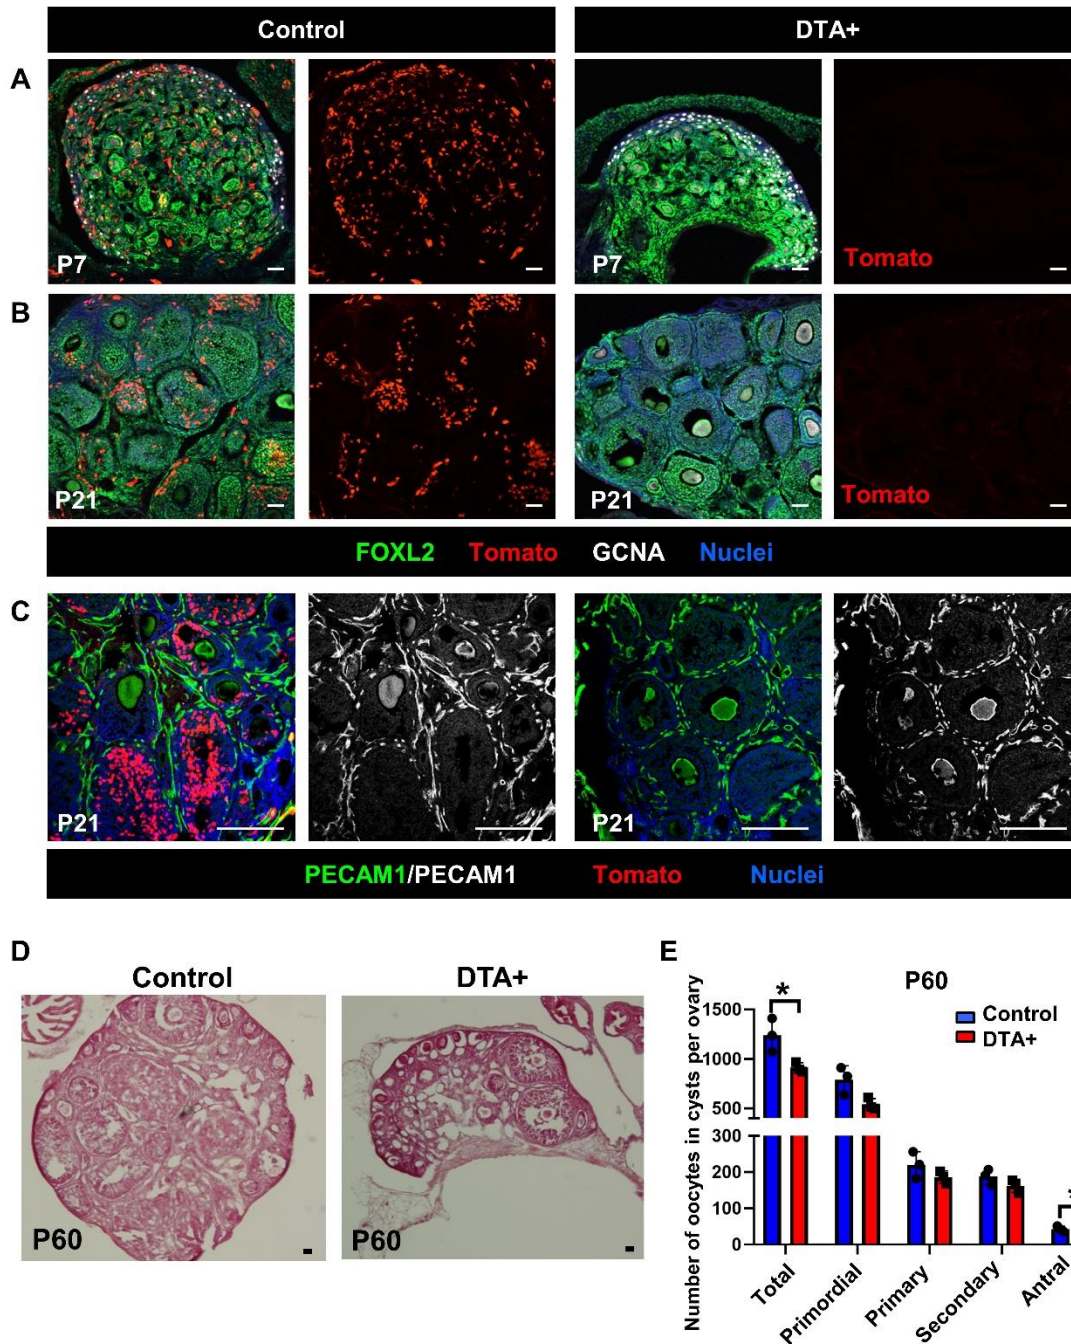 Control DTA+
A
P7 P7 Tomato
B
P21 P21 Tomato
FOXL2 Tomato GCNA Nuclei
C
P21 P21
PECAM1/PECAM1 Tomato Nuclei
D
Control DTA+
P60 P60
E
P60
Control
DTA+
*
Number of oocytes in cysts per ovary
1500
1000
500
300
200
100
0
Total Primordial Primary Secondary Antral